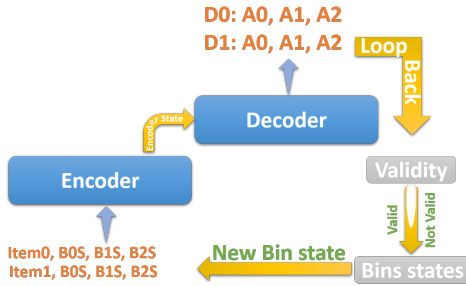 D0: A0, A1, A2
D1: A0, A1, A2
Loop
Back
Encoder State
Decoder
Encoder
Validity
Valid
Not Valid
Item0, B0S, B1S, B2S
Item1, B0S, B1S, B2S
New Bin state
Bins states